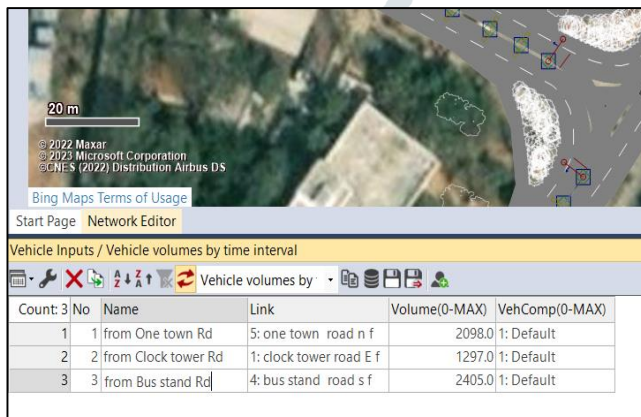 20 m
© 2022 Maxar
© 2023 Microsoft Corporation
©CNES (2022) Distribution Airbus DS
Bing Maps Terms of Usage
Start Page Network Editor
Vehicle Inputs / Vehicle volumes by time interval
Vehicle volumes by
Count: 3 No Name Link Volume(0-MAX) VehComp(0-MAX)
1 1 from One town Rd 5: one town road n f 2098.0 1: Default
2 2 from Clock tower Rd 1: clock tower road E f 1297.0 1: Default
3 3 from Bus stand Rd 4: bus stand road s f 2405.0 1: Default